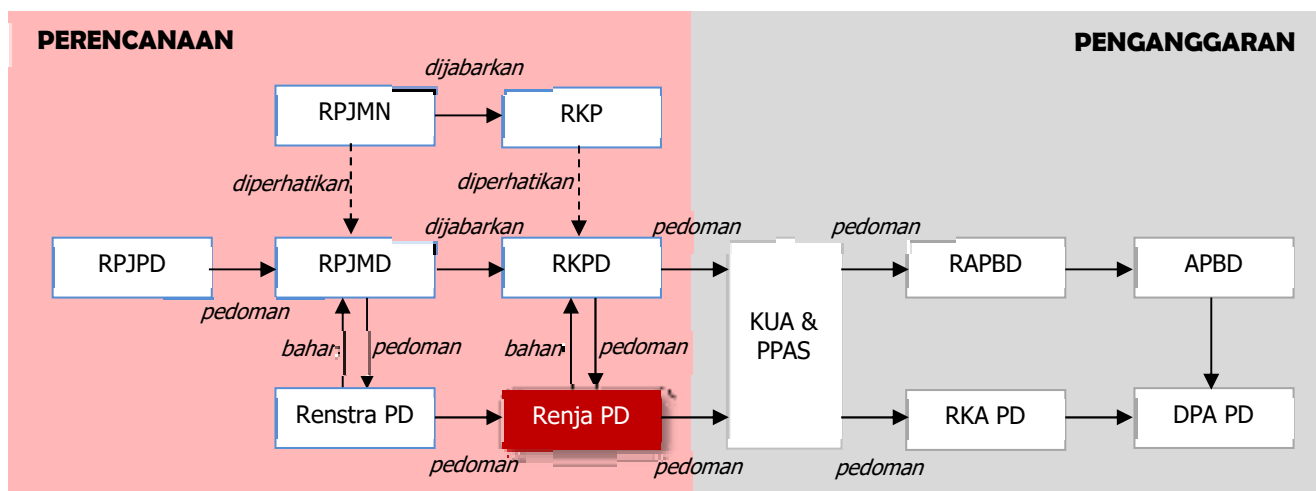 PERENCANAAN
PENGANGGARAN
dijabarkan
RPJMN
RKP
diperhatikan
diperhatikan
dijabarkan
pedoman
pedoman
RPJPD
RPJMD
RKPD
RAPBD
APBD
pedoman
KUA &
PPAS
bahan
pedoman
bahan
pedoman
Renstra PD
Renja PD
RKA PD
DPA PD
pedoman
pedoman
pedoman